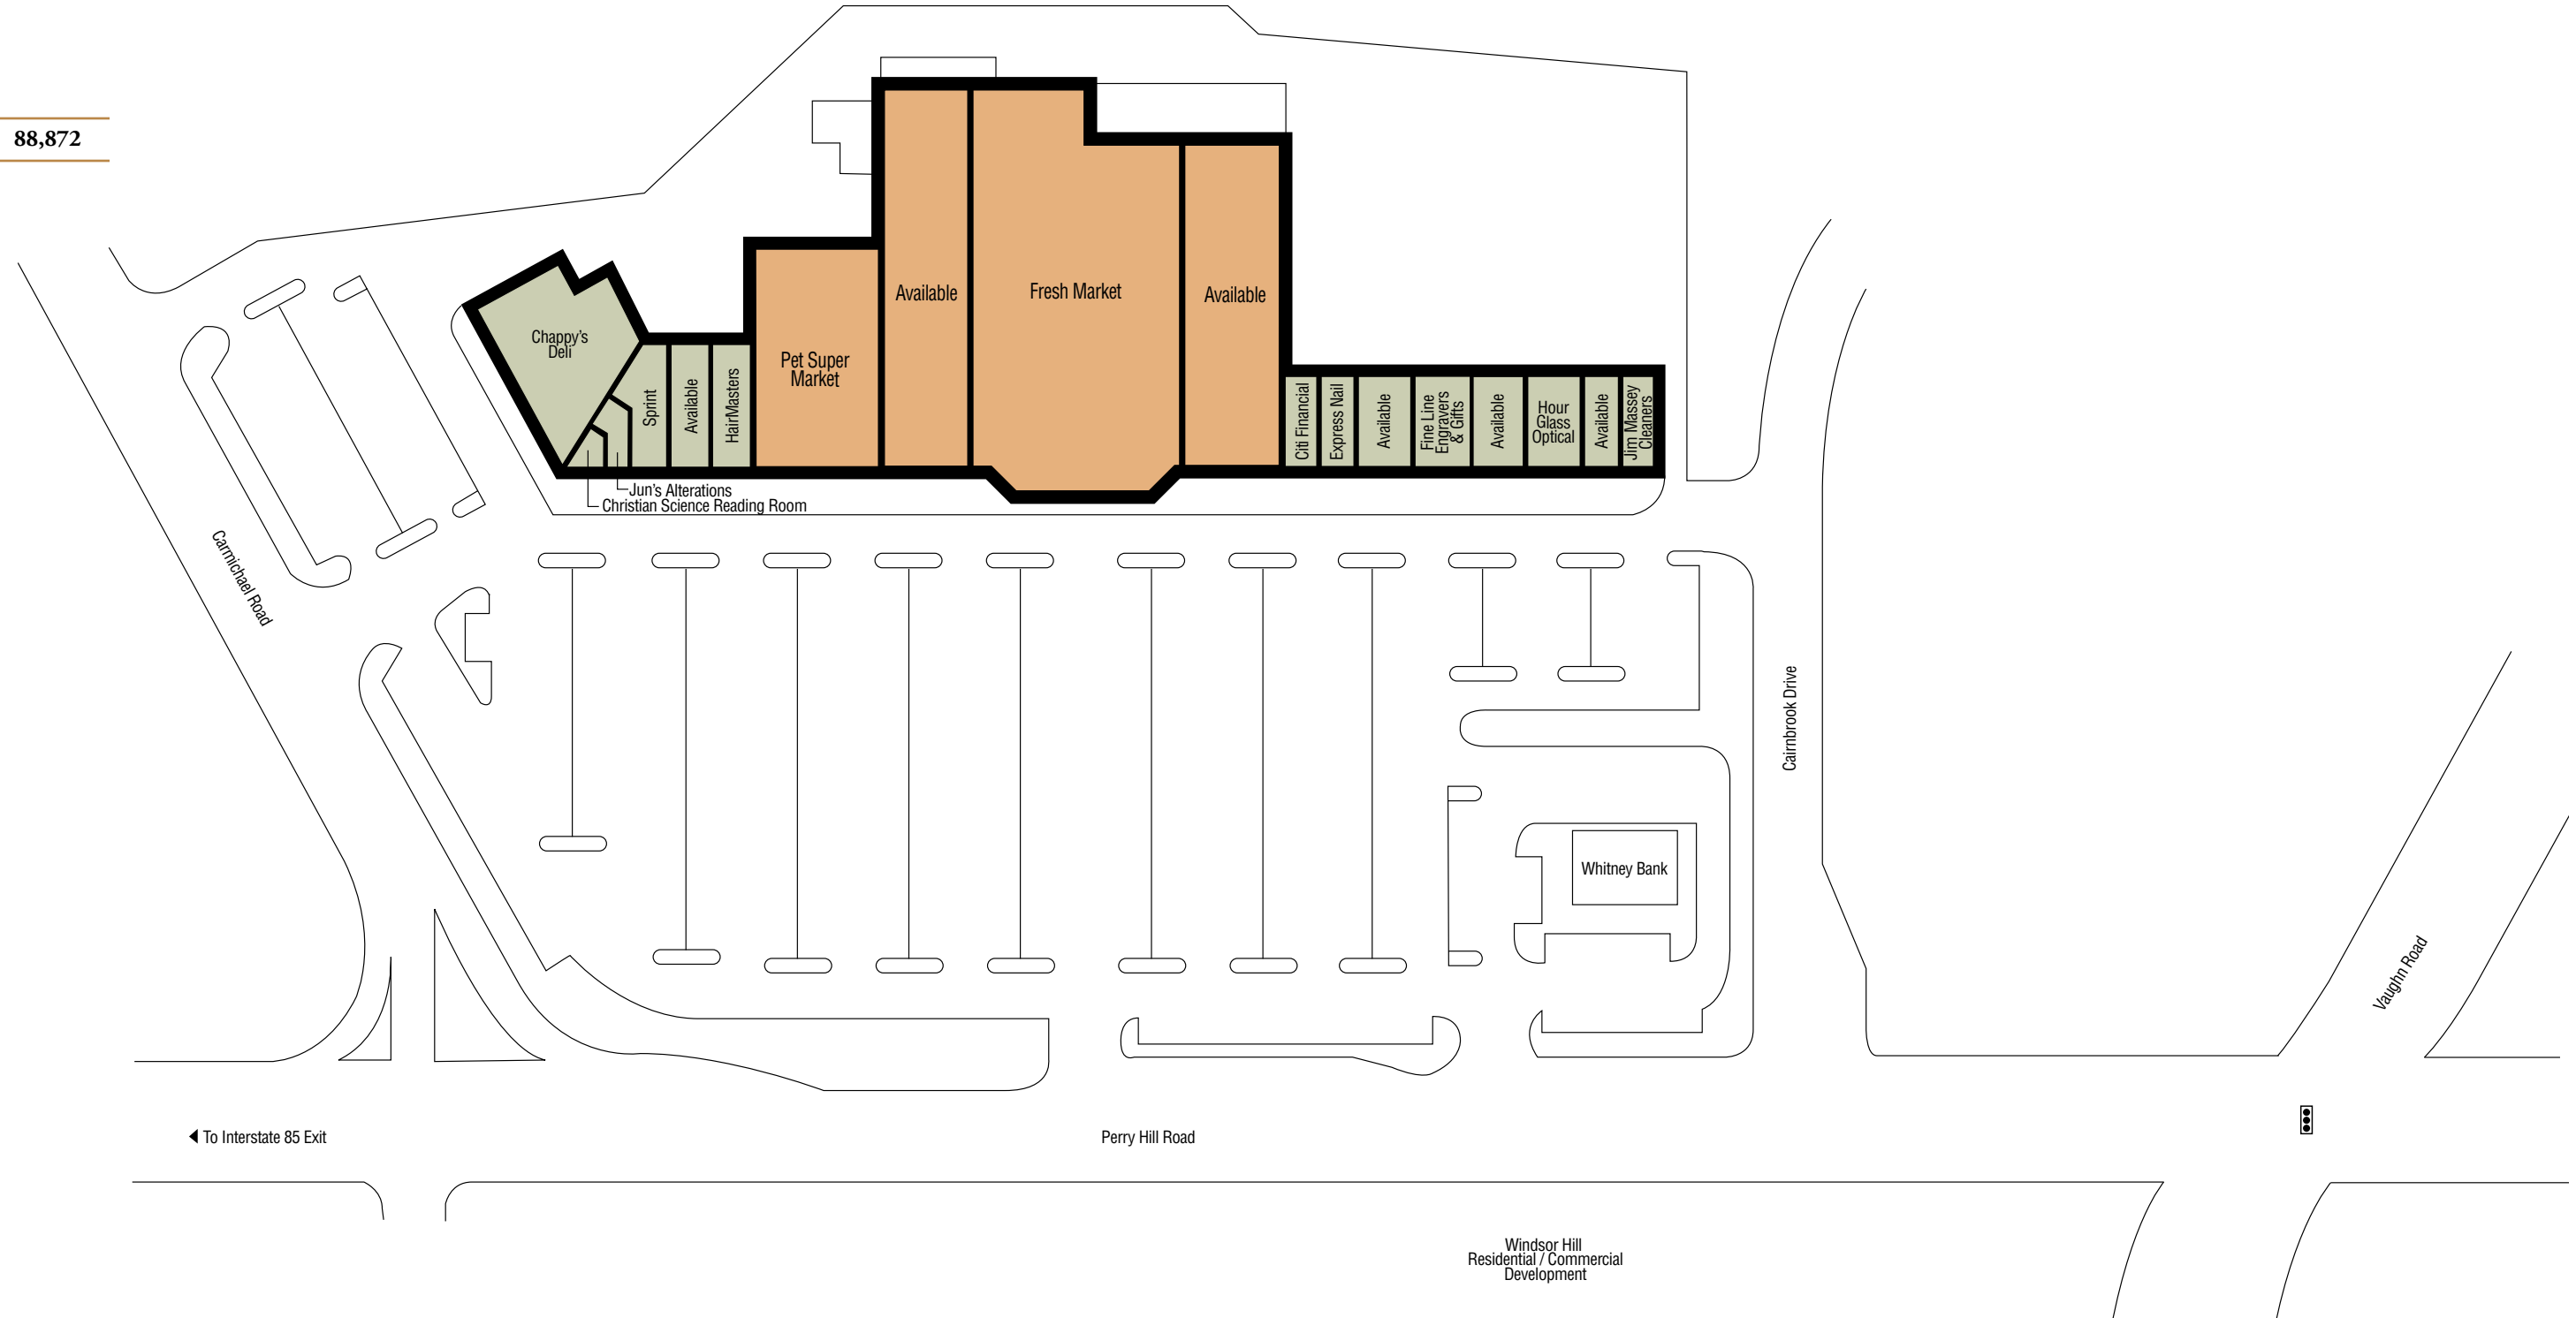 88,872
Chappy's
Deli
Sprint
Available
HairMasters
Pet Super
Market
Available
Fresh Market
Available
Citi Financial
Express Nail
Available
Fine Line
Engravers
& Gifts
Available
Hour
Glass
Optical
Available
Jim Massey
Cleaners
Jun's Alterations
Christian Science Reading Room
Carmichael Road
Cairnbrook Drive
Whitney Bank
Vaughn Road
To Interstate 85 Exit
Perry Hill Road
Windsor Hill
Residential / Commercial
Development